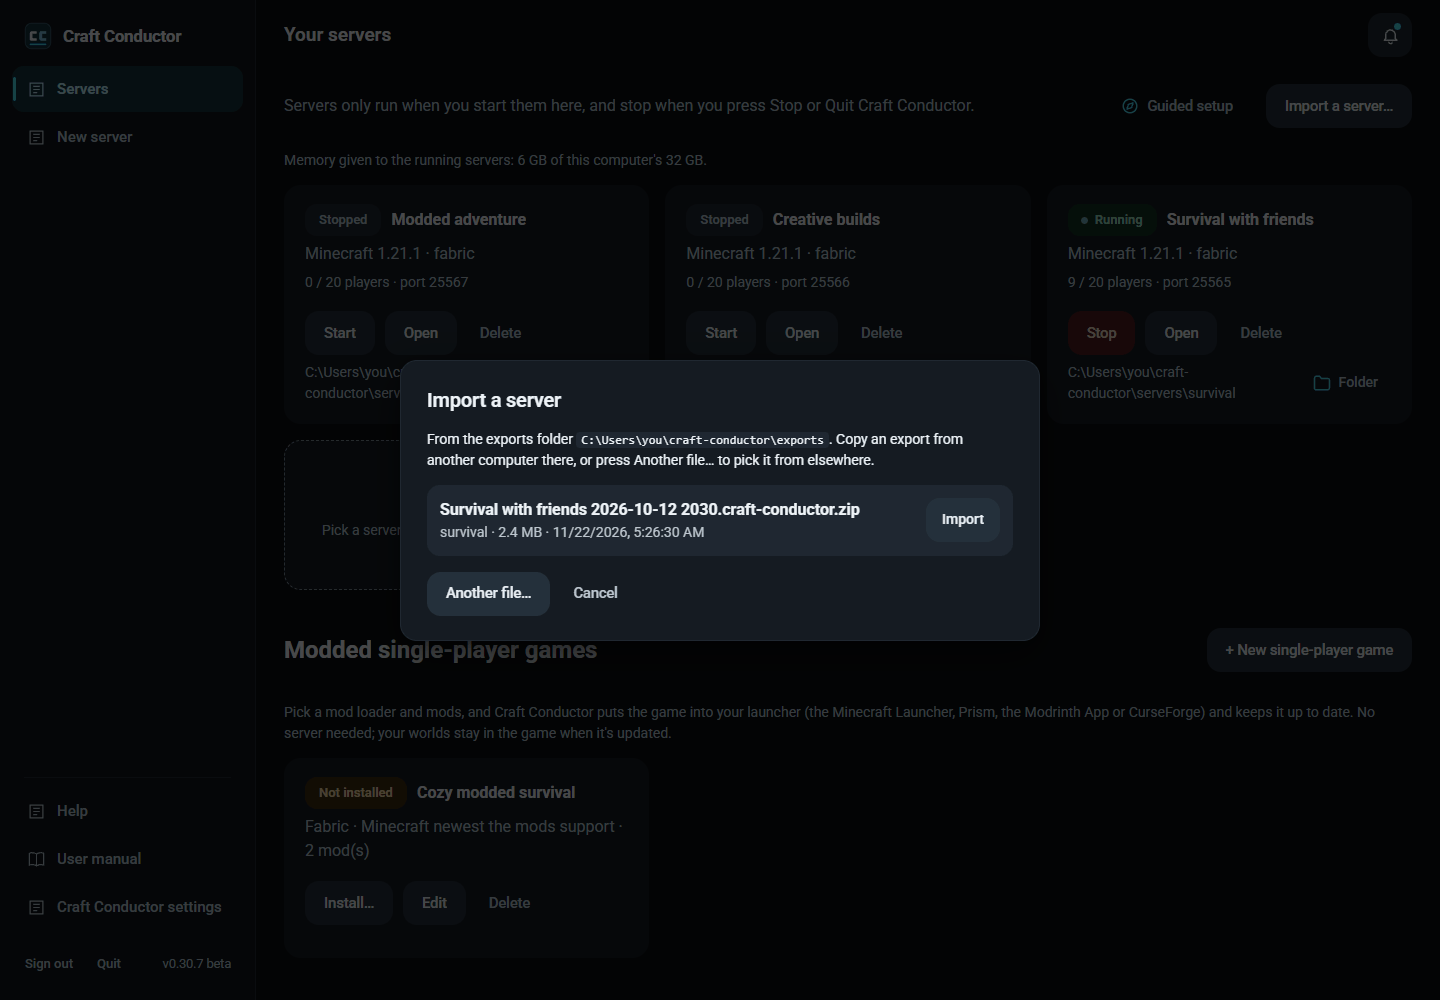 CC Craft Conductor
Servers
New server
Help
User manual
Craft Conductor settings
Sign out Quit v0.30.7 beta
Your servers
Servers only run when you start them here, and stop when you press Stop or Quit Craft Conductor.
Guided setup
Import a server...
Memory given to the running servers: 6 GB of this computer's 32 GB.
Stopped Modded adventure
Minecraft 1.21.1 · fabric
0 / 20 players · port 25567
Start Open Delete
C:\Users\you\c
conductor\serv
Stopped Creative builds
Minecraft 1.21.1 · fabric
0 / 20 players · port 25566
Start Open Delete
Running Survival with friends
Minecraft 1.21.1 · fabric
9 / 20 players · port 25565
Stop Open Delete
C:\Users\you\craft-
conductor\servers\survival
Folder
Pick a server
Import a server
From the exports folder C:\Users\you\craft-conductor\exports. Copy an export from
another computer there, or press Another file... to pick it from elsewhere.
Survival with friends 2026-10-12 2030.craft-conductor.zip
survival · 2.4 MB · 11/22/2026, 5:26:30 AM
Import
Another file... Cancel
Modded single-player games
+ New single-player game
Pick a mod loader and mods, and Craft Conductor puts the game into your launcher (the Minecraft Launcher, Prism, the Modrinth App or CurseForge) and keeps it up to date. No
server needed; your worlds stay in the game when it's updated.
Not installed Cozy modded survival
Fabric · Minecraft newest the mods support ·
2 mod(s)
Install... Edit Delete